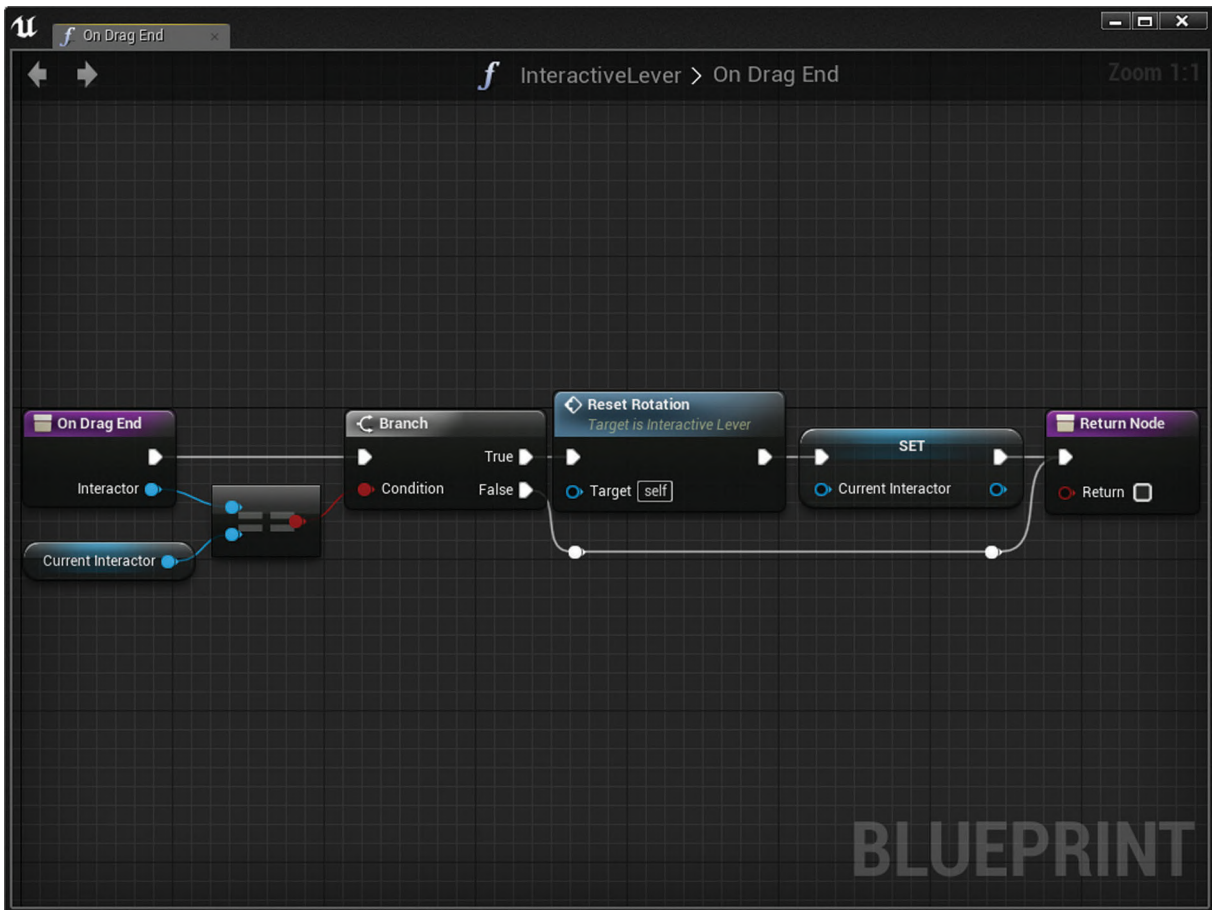 On Drag End
InteractiveLever > On Drag End
Zoom 1:1
On Drag End
Interactor
Current Interactor
==
Branch
True
Condition
False
Reset Rotation
Target is Interactive Lever
Target self
SET
Current Interactor
Return Node
Return
BLUEPRINT